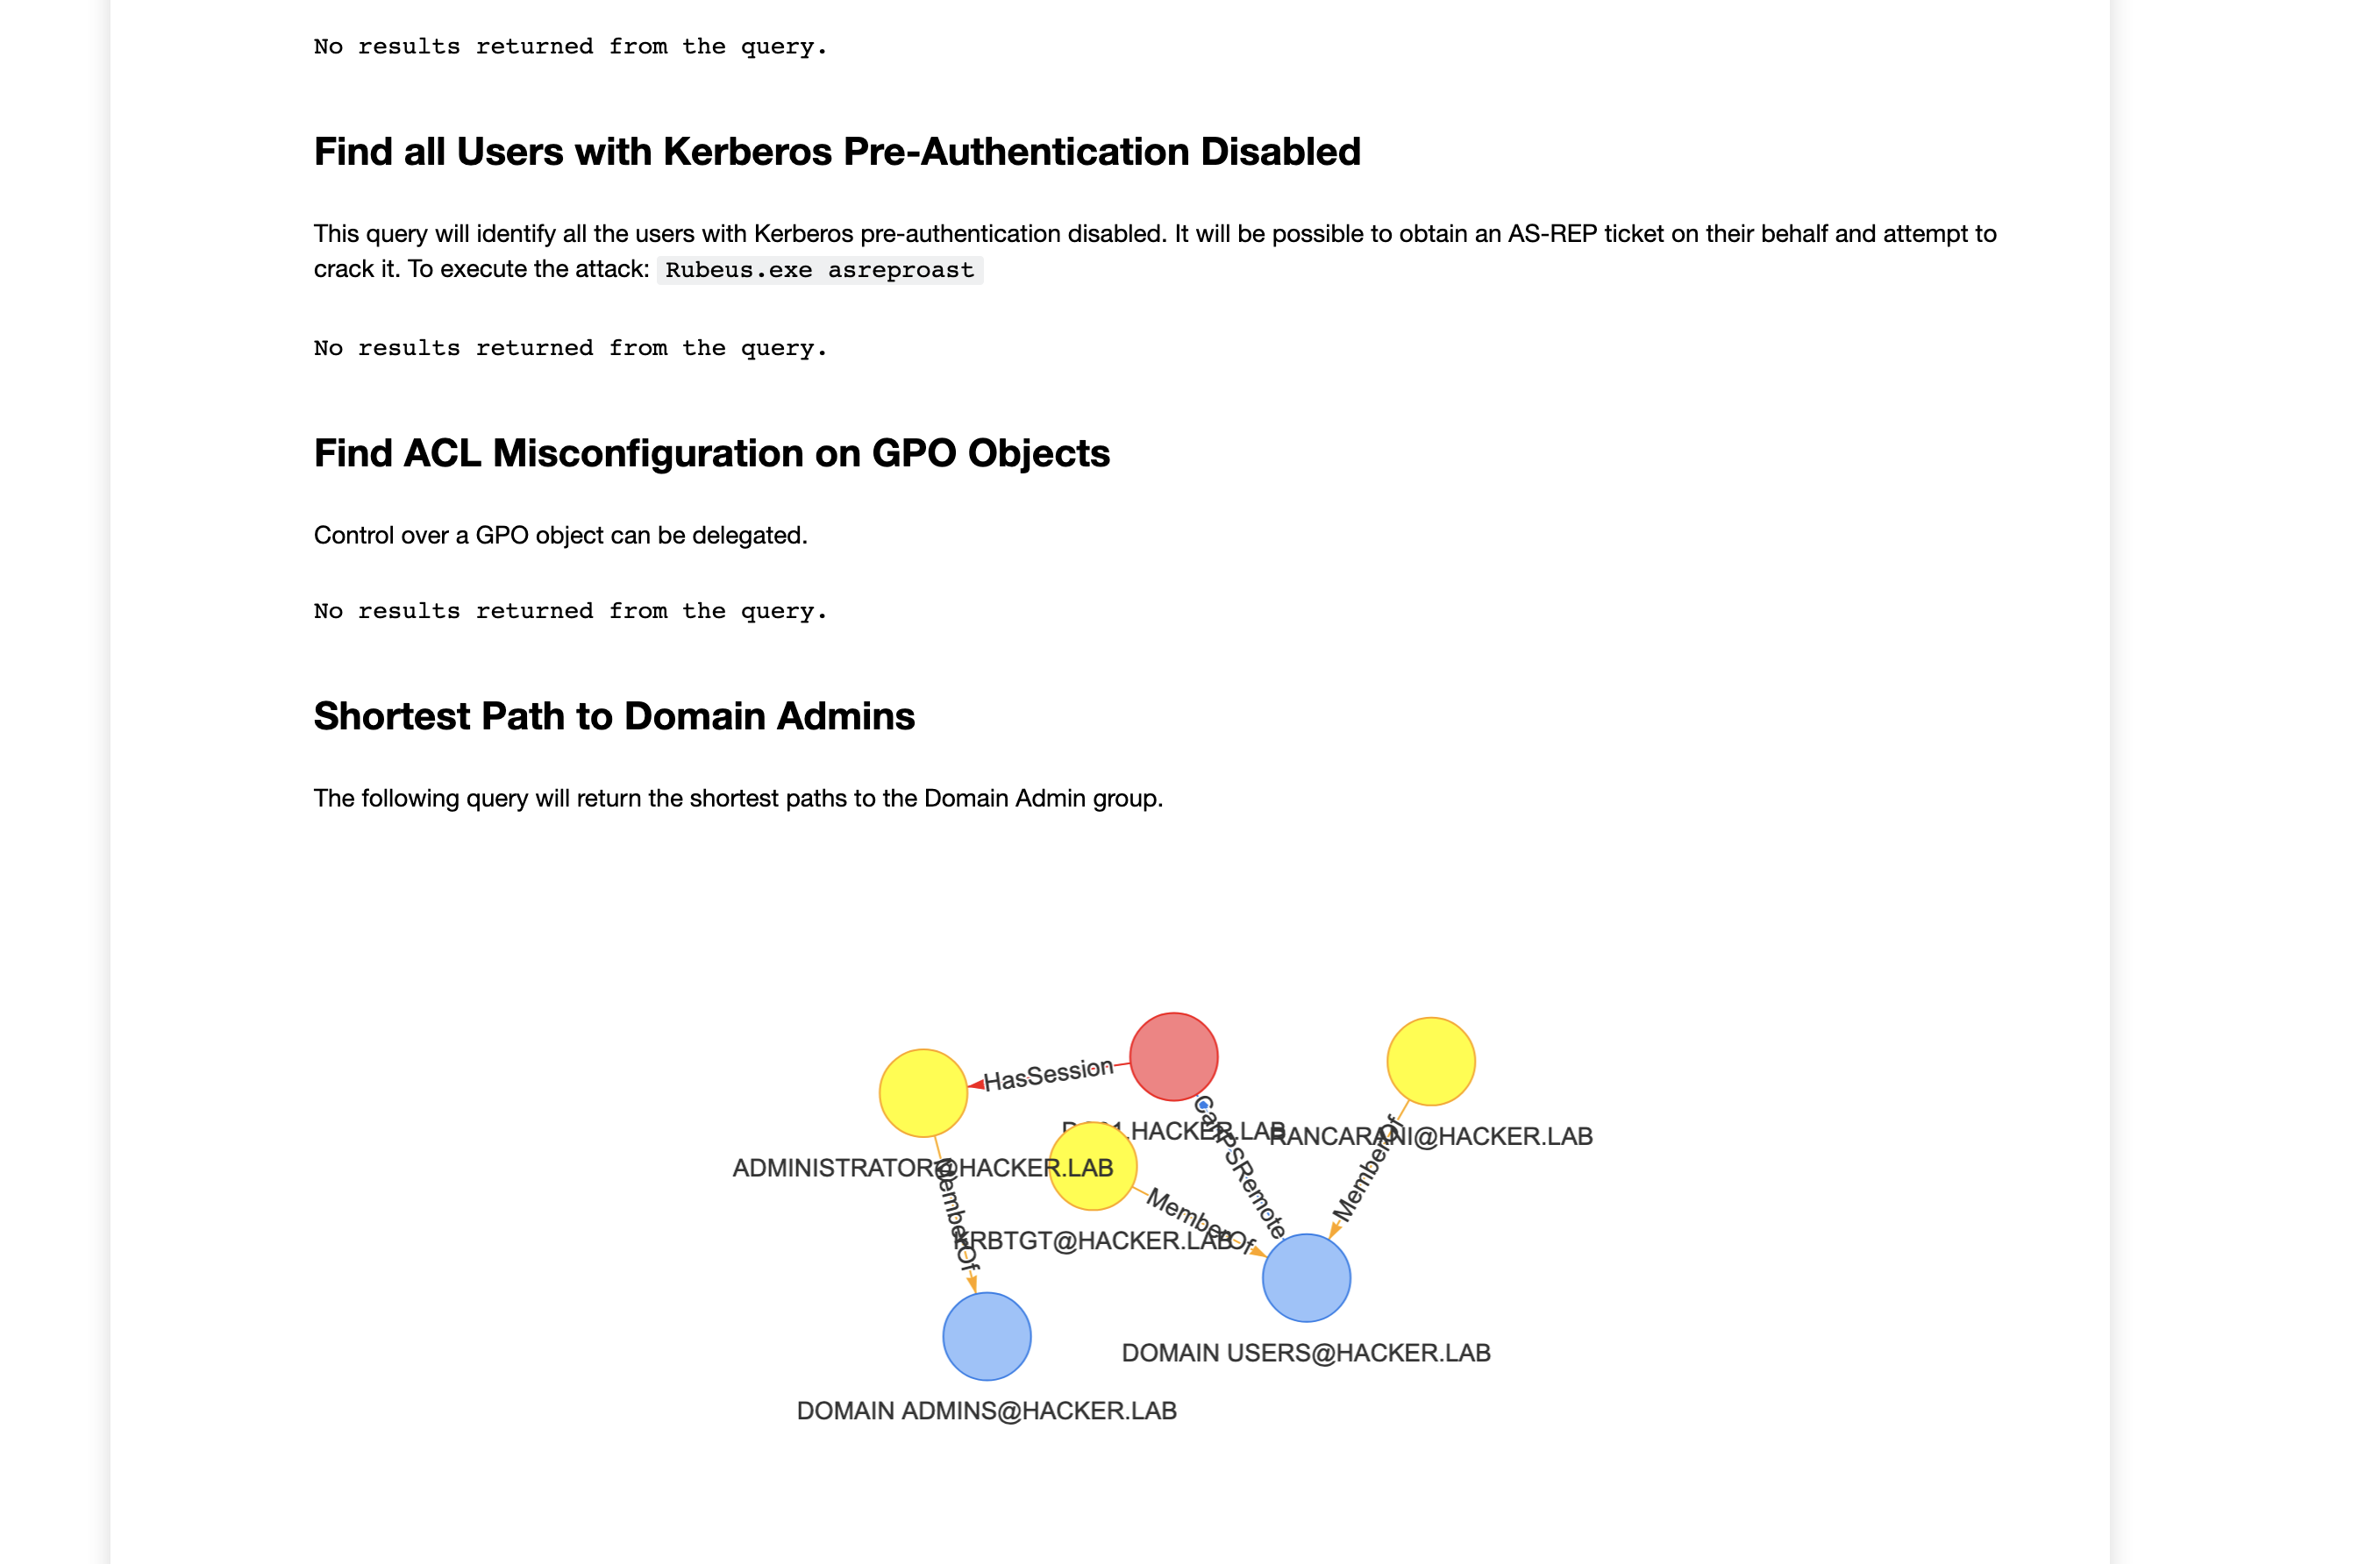 No results returned from the query.
Find all Users with Kerberos Pre-Authentication Disabled
This query will identify all the users with Kerberos pre-authentication disabled. It will be possible to obtain an AS-REP ticket on their behalf and attempt to
crack it. To execute the attack: Rubeus.exe asreproast
No results returned from the query.
Find ACL Misconfiguration on GPO Objects
Control over a GPO object can be delegated.
No results returned from the query.
Shortest Path to Domain Admins
The following query will return the shortest paths to the Domain Admin group.
HasSession
.HACKER.LAB
RANCARANI@HACKER.LAB
CanPSRemote
MemberOf
ADMINISTRATOR@HACKER.LAB
MemberOf
MemberOf
KRBTGT@HACKER.LAB
DOMAIN USERS@HACKER.LAB
DOMAIN ADMINS@HACKER.LAB